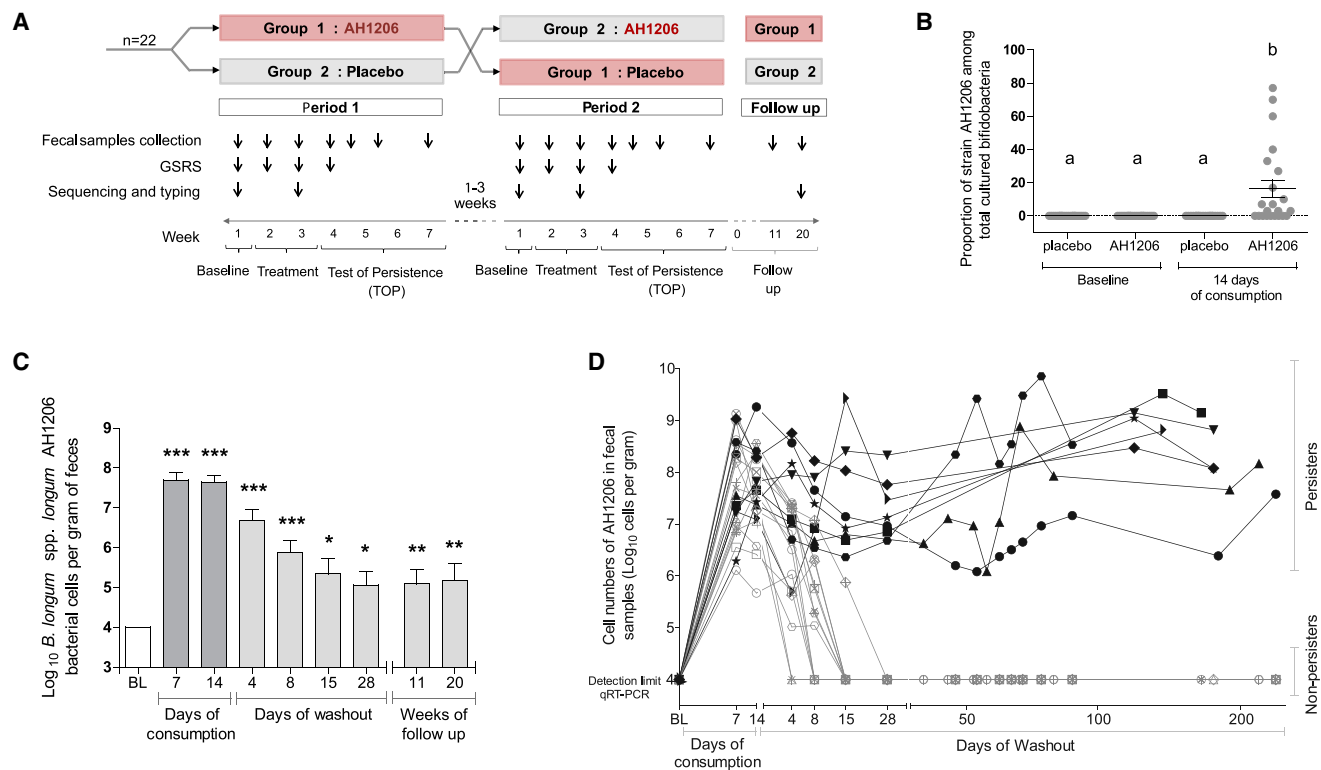 A
n=22
Group 1 : AH1206
Group 2 : AH1206
Group 1
Group 2 : Placebo
Group 1 : Placebo
Group 2
Period 1
Period 2
Follow up
Fecal samples collection
GSRS
Sequencing and typing
1-3
weeks
Week
1 2 3 4 5 6 7
1 2 3 4 5 6 7
0 11 20
Baseline
Treatment
Test of Persistence
(TOP)
Baseline
Treatment
Test of Persistence
(TOP)
Follow
up
B
Proportion of strain AH1206 among
total cultured bifidobacteria
100
80
60
40
20
0
a
a
a
b
placebo
AH1206
placebo
AH1206
Baseline
14 days
of consumption
C
Log10 B. longum spp. longum AH1206
bacterial cells per gram of feces
9
8
7
6
5
4
3
***
***
***
***
*
*
**
**
BL 7 14 4 8 15 28 11 20
Days of
consumption
Days of washout
Weeks of
follow up
D
Cell numbers of AH1206 in fecal
samples (Log10 cells per gram)
10
9
8
7
6
5
4
Detection limit
qRT-PCR
BL 7 14 4 8 15 28 50 100 200
Days of
consumption
Days of Washout
Persisters
Non-persisters